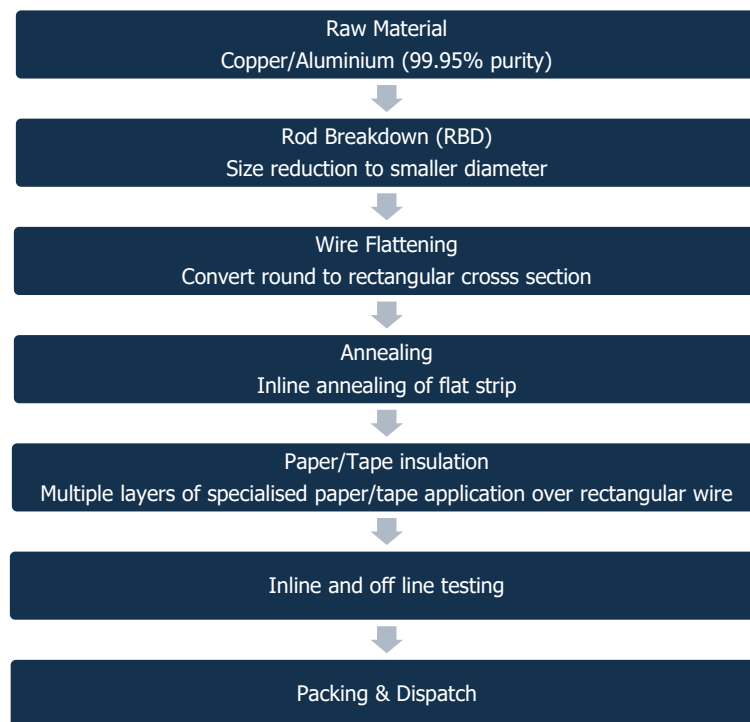 Raw Material
Copper/Aluminium (99.95% purity)
Rod Breakdown (RBD)
Size reduction to smaller diameter
Wire Flattening
Convert round to rectangular crosss section
Annealing
Inline annealing of flat strip
Paper/Tape insulation
Multiple layers of specialised paper/tape application over rectangular wire
Inline and off line testing
Packing & Dispatch